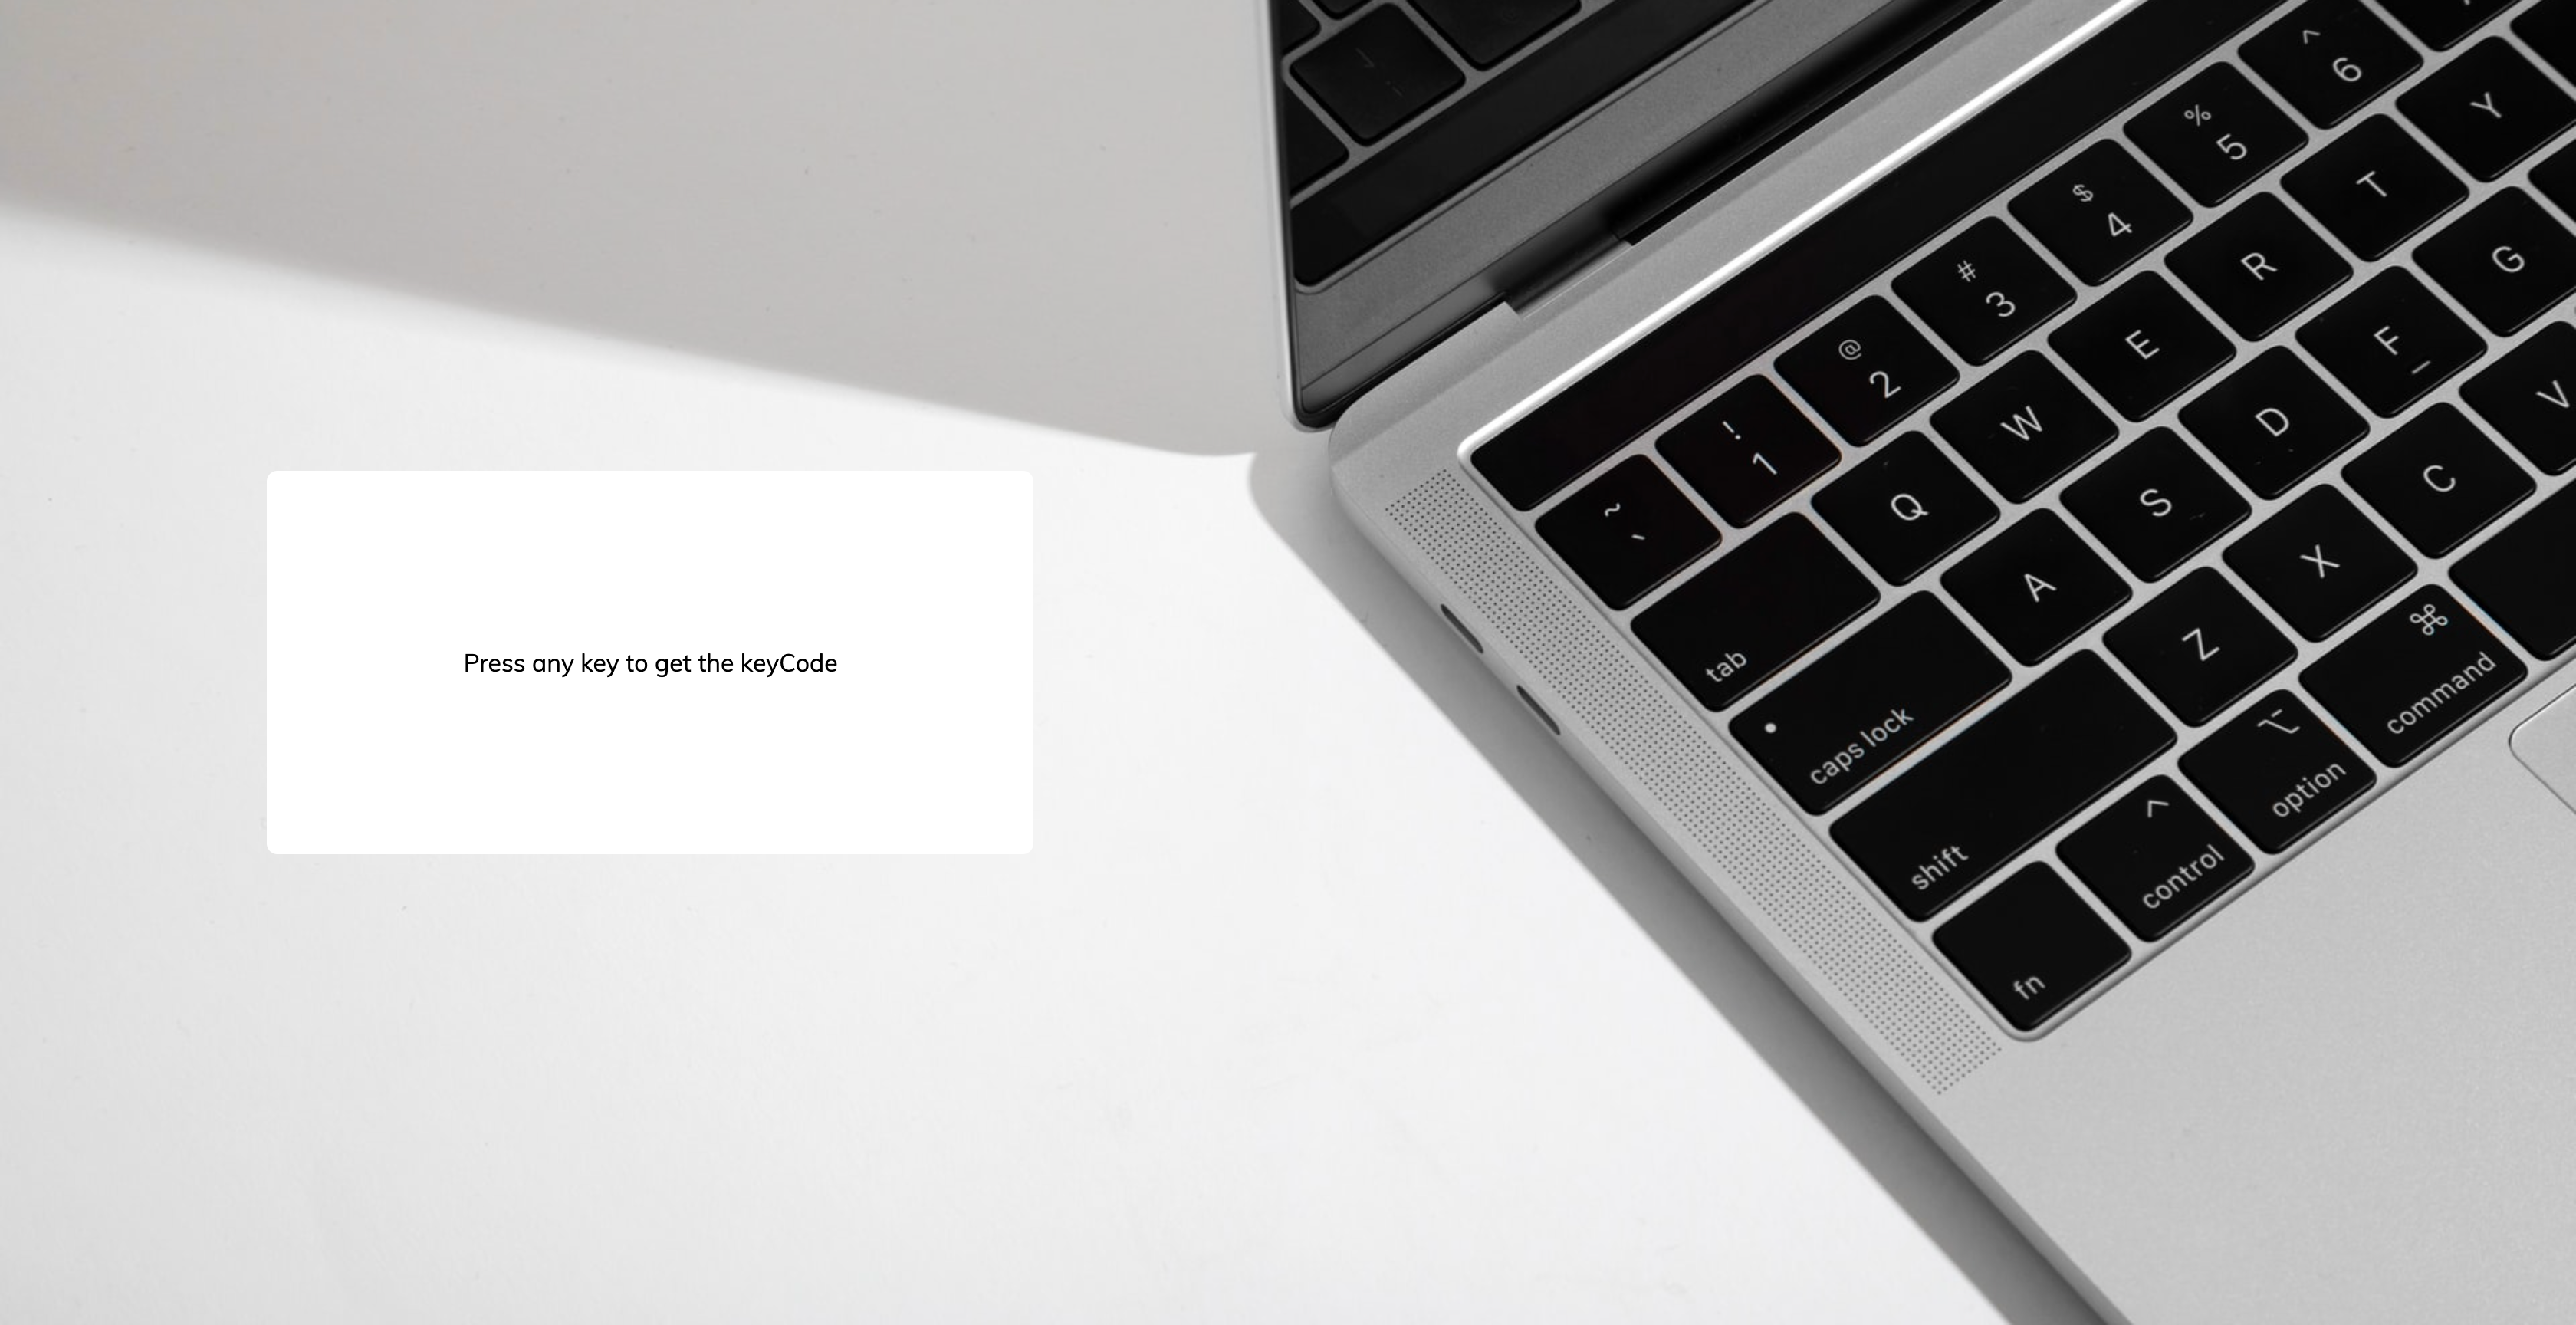 Press any key to get the keyCode
^ 6
% 5
$ 4
# 3
@ 2
! 1
~ `
Y
T
R
E
W
Q
tab
G
F
D
S
A
caps lock
V
C
X
Z
shift
⌘ command
⌥ option
^ control
fn